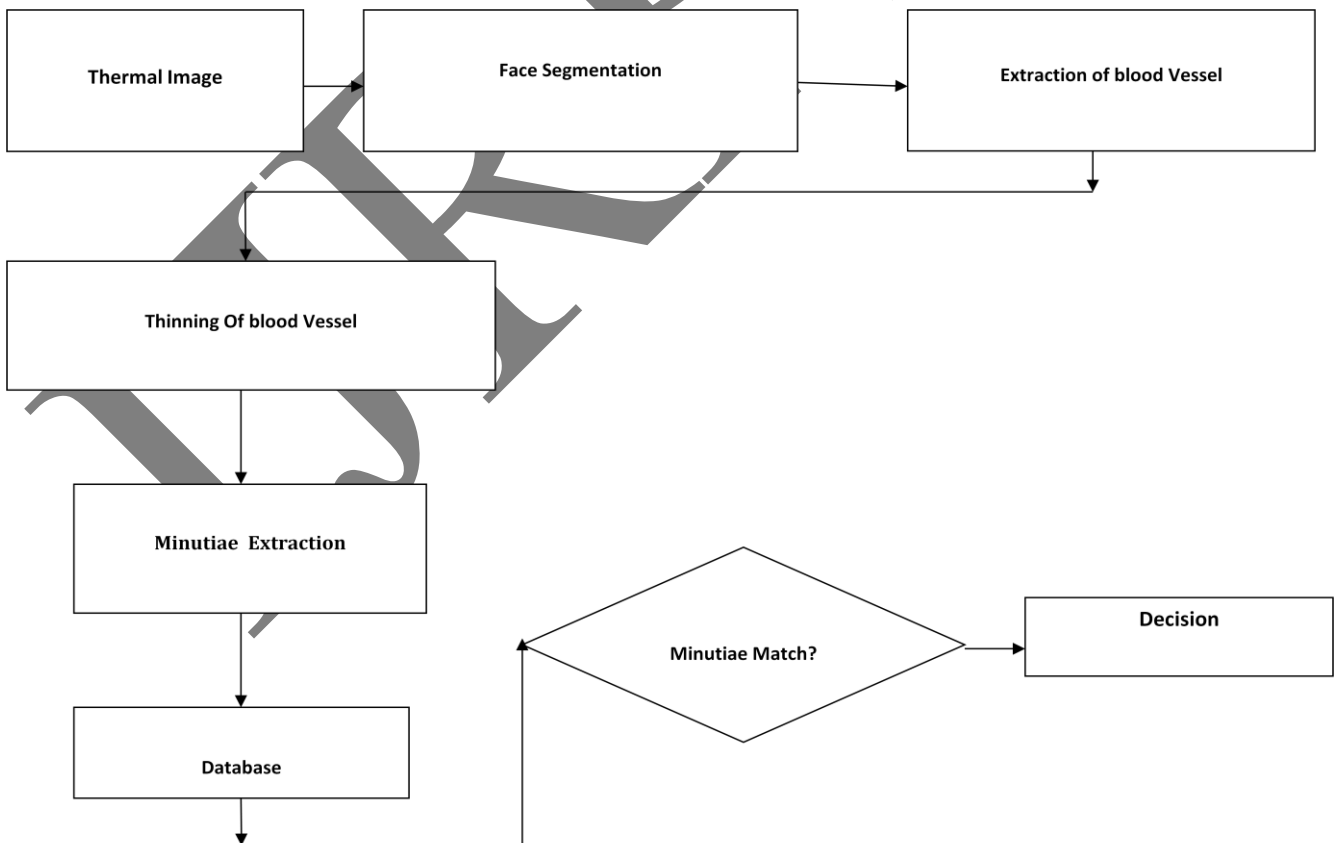 Thermal Image
Face Segmentation
Extraction of blood Vessel
Thinning Of blood Vessel
Minutiae Extraction
Minutiae Match?
Decision
Database